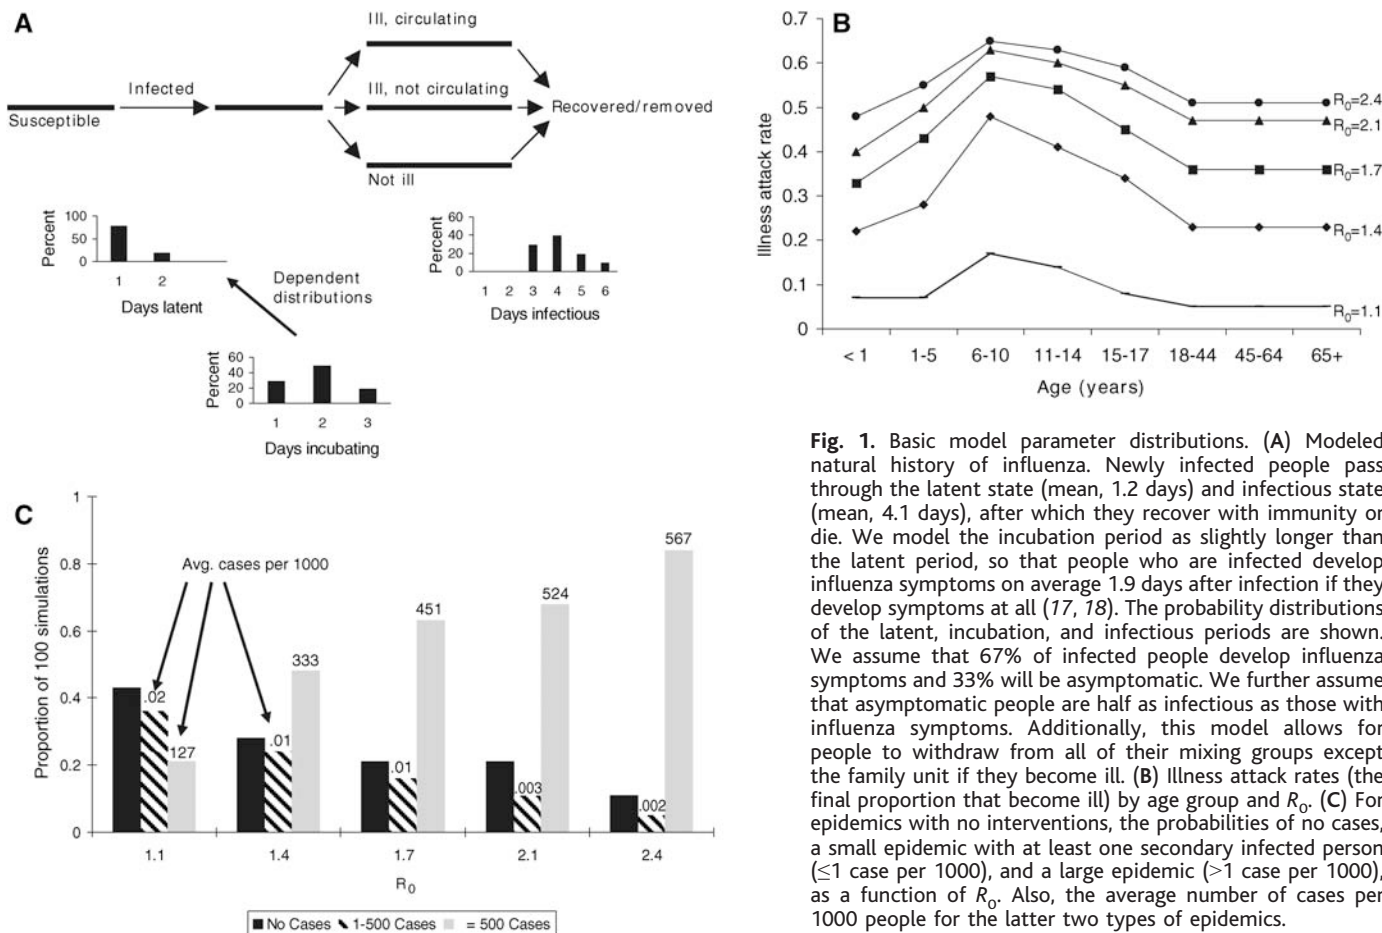 A
Ill, circulating
Infected
Ill, not circulating
Susceptible
Recovered/removed
Not ill
Percent
100
50
0
1 2
Days latent
Dependent
distributions
Percent
60
40
20
0
1 2 3 4 5 6
Days infectious
Percent
60
40
20
0
1 2 3
Days incubating
B
Illness attack rate
0.7
0.6
0.5
0.4
0.3
0.2
0.1
0
R0=2.4
R0=2.1
R0=1.7
R0=1.4
R0=1.1
< 1 1-5 6-10 11-14 15-17 18-44 45-64 65+
Age (years)
C
Proportion of 100 simulations
1
0.8
0.6
0.4
0.2
0
Avg. cases per 1000
.02
127
.01
333
.01
451
.003
524
.002
567
1.1 1.4 1.7 2.1 2.4
R0
No Cases 1-500 Cases = 500 Cases
Fig. 1. Basic model parameter distributions. (A) Modeled
natural history of influenza. Newly infected people pass
through the latent state (mean, 1.2 days) and infectious state
(mean, 4.1 days), after which they recover with immunity or
die. We model the incubation period as slightly longer than
the latent period, so that people who are infected develop
influenza symptoms on average 1.9 days after infection if they
develop symptoms at all (17, 18). The probability distributions
of the latent, incubation, and infectious periods are shown.
We assume that 67% of infected people develop influenza
symptoms and 33% will be asymptomatic. We further assume
that asymptomatic people are half as infectious as those with
influenza symptoms. Additionally, this model allows for
people to withdraw from all of their mixing groups except
the family unit if they become ill. (B) Illness attack rates (the
final proportion that become ill) by age group and R0. (C) For
epidemics with no interventions, the probabilities of no cases,
a small epidemic with at least one secondary infected person
(≤1 case per 1000), and a large epidemic (>1 case per 1000),
as a function of R0. Also, the average number of cases per
1000 people for the latter two types of epidemics.